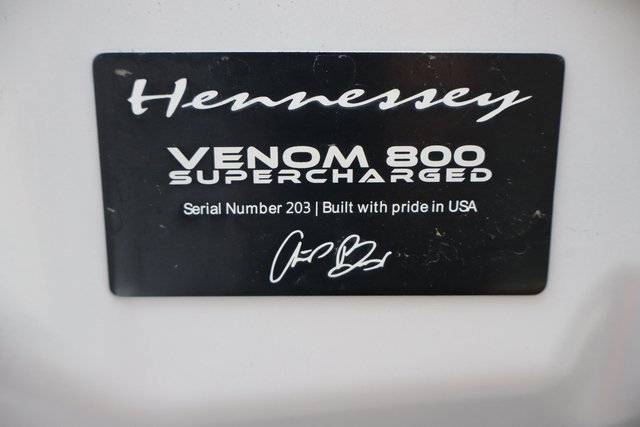 Hennessey
VENOM 800
SUPERCHARGED
Serial Number 203 | Built with pride in USA